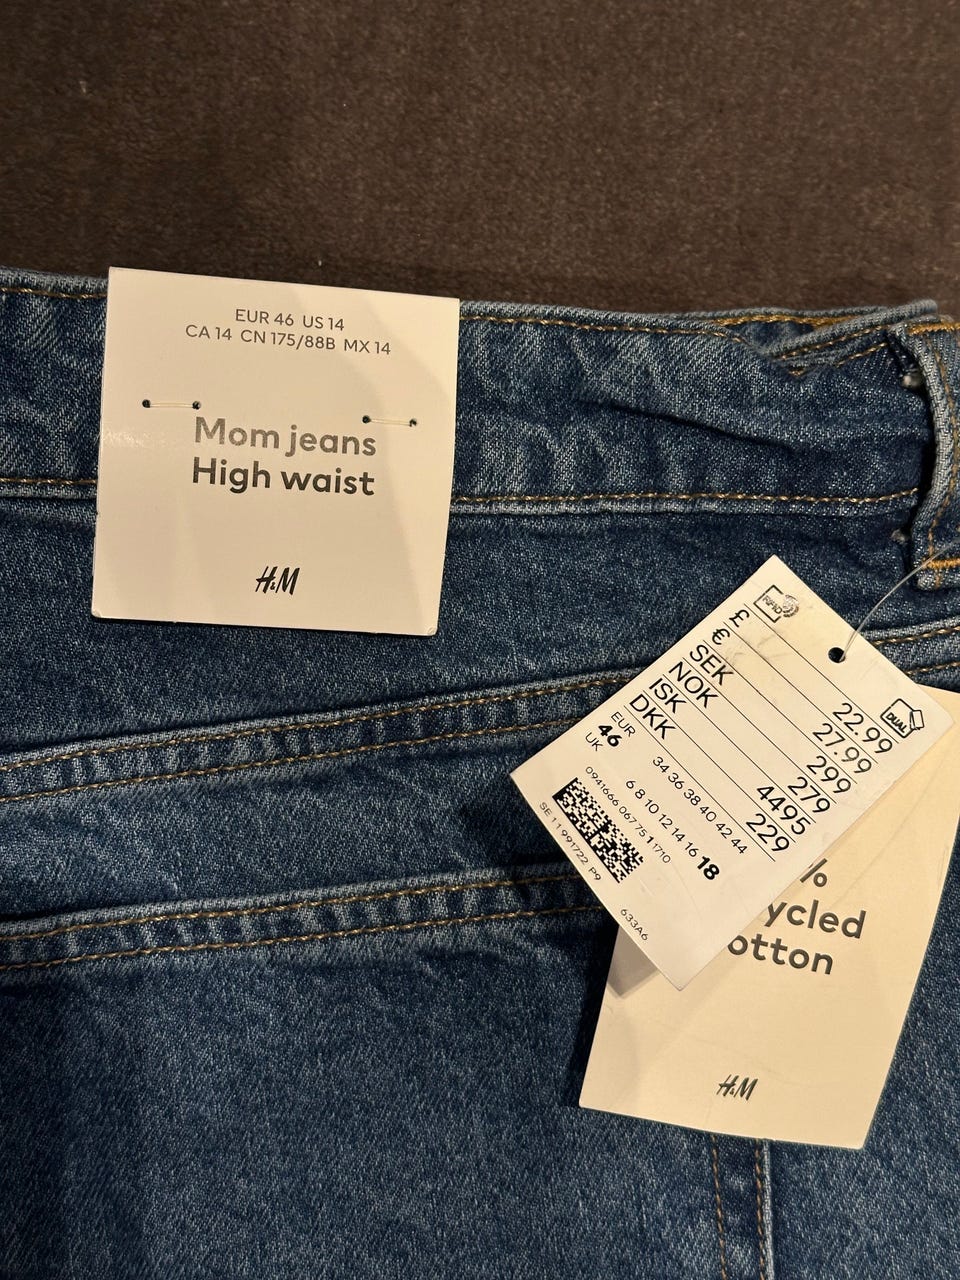 EUR 46 US 14
CA 14 CN 175/88B MX 14
Mom jeans
High waist
H&M
RFID
£ 22.99
€ 27.99
SEK 299
NOK 279
ISK 4495
DKK 229
DUAL
EUR 34 36 38 40 42 44
46
UK 6 8 10 12 14 16 18
0941666 067 75 1 1710
SE 11 991722 P9
633A6
%
ycled
otton
H&M